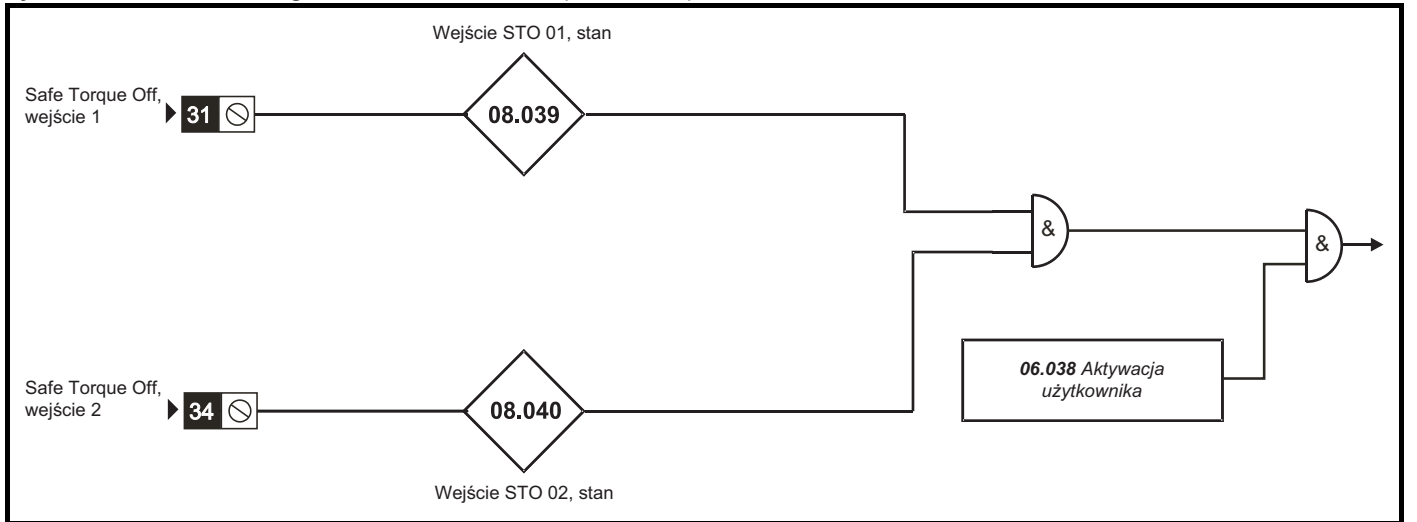 Wejście STO 01, stan
Safe Torque Off,
wejście 1
31
08.039
&
&
06.038 Aktywacja
użytkownika
Safe Torque Off,
wejście 2
34
08.040
Wejście STO 02, stan